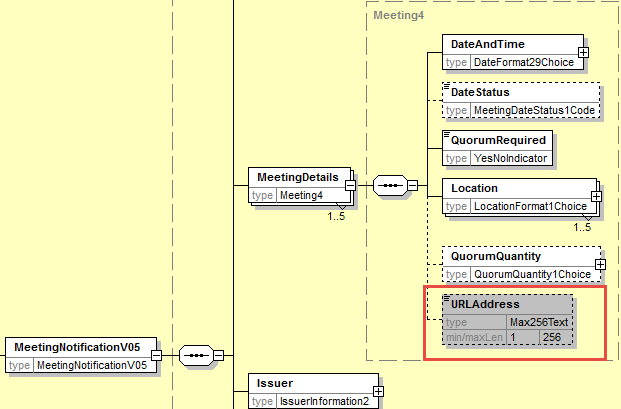 Meeting4
DateAndTime
type DateFormat29Choice
DateStatus
type MeetingDateStatus1Code
QuorumRequired
type YesNoIndicator
MeetingDetails
type Meeting4
1..5
Location
type LocationFormat1Choice
1..5
QuorumQuantity
type QuorumQuantity1Choice
URLAddress
type Max256Text
min/maxLen 1 256
MeetingNotificationV05
type MeetingNotificationV05
Issuer
type IssuerInformation2